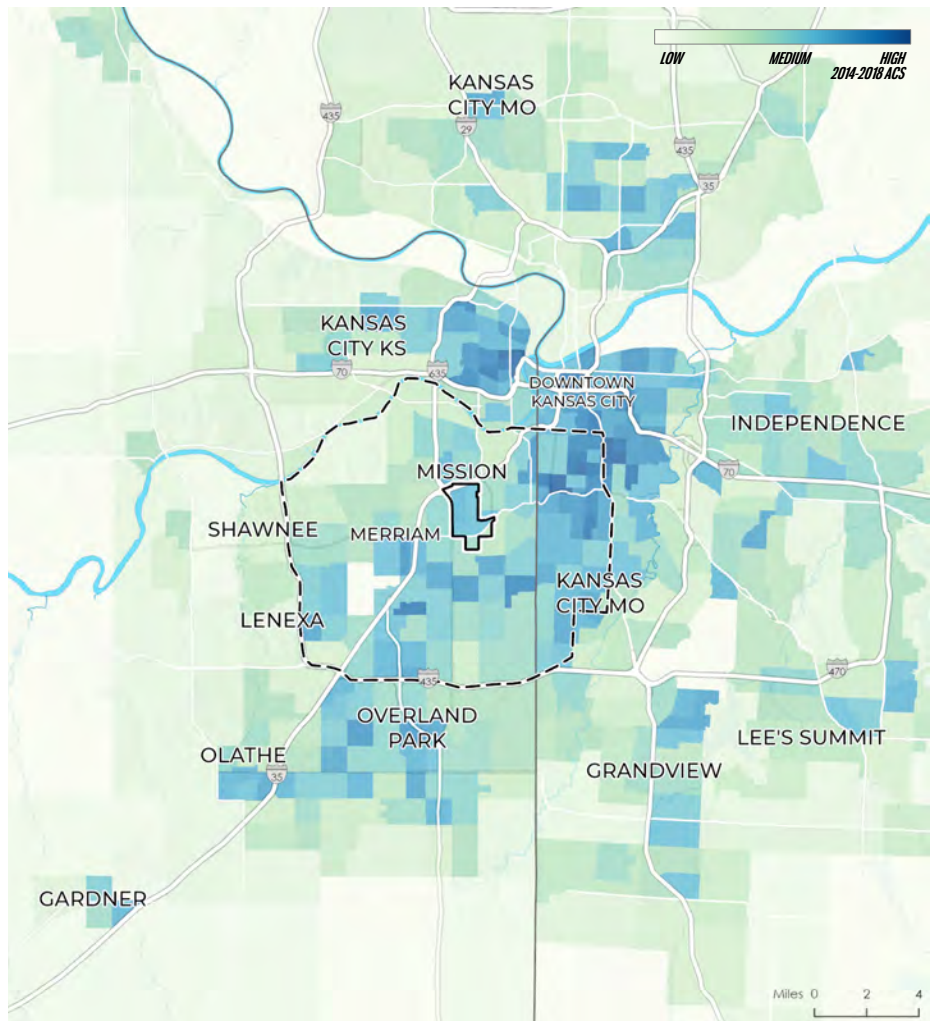 LOW MEDIUM HIGH
2014-2018 ACS
KANSAS
CITY MO
435
29
435
35
KANSAS
CITY KS
70
635
DOWNTOWN
KANSAS CITY
INDEPENDENCE
MISSION
70
SHAWNEE
MERRIAM
KANSAS
CITY MO
LENEXA
435
470
OVERLAND
PARK
LEE'S SUMMIT
OLATHE
35
GRANDVIEW
GARDNER
Miles 0 2 4